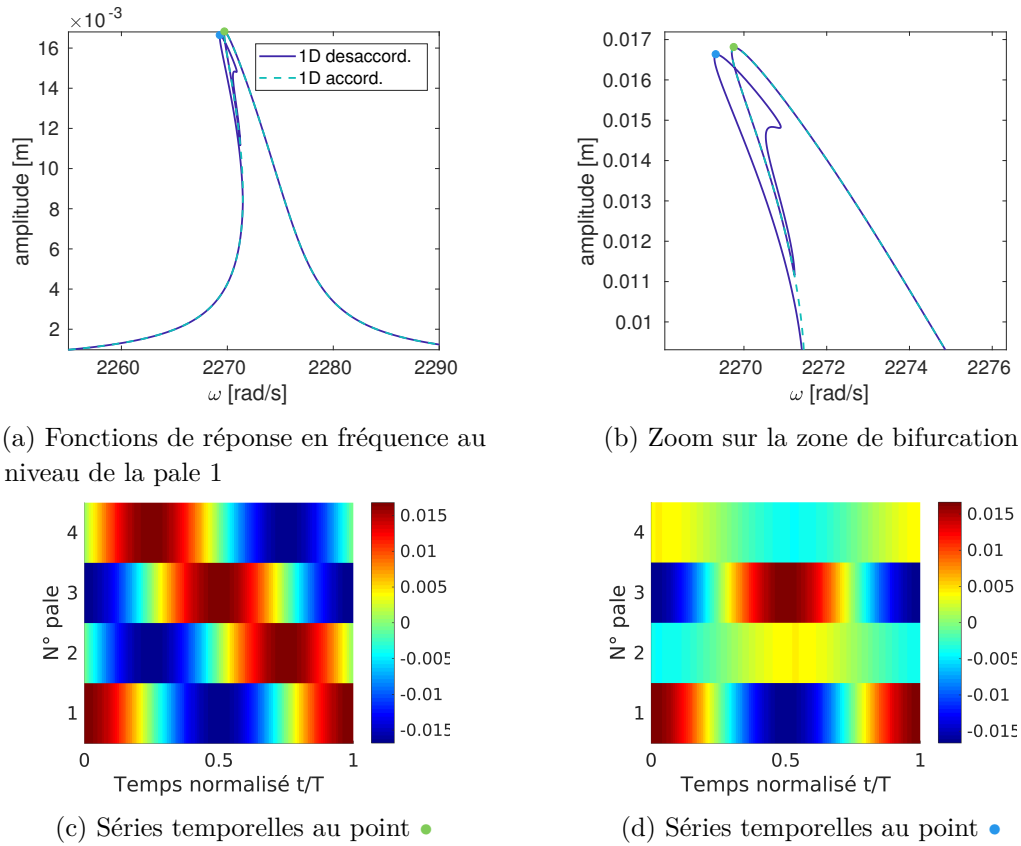 ×10⁻³
16
14
12
10
8
6
4
2
amplitude [m]
2260 2270 2280 2290
ω [rad/s]
1D desaccord.
1D accord.
(a) Fonctions de réponse en fréquence au
niveau de la pale 1
0.017
0.016
0.015
0.014
0.013
0.012
0.011
0.01
amplitude [m]
2270 2272 2274 2276
ω [rad/s]
(b) Zoom sur la zone de bifurcation
4
3
2
1
N° pale
0 0.5 1
Temps normalisé t/T
0.015
0.01
0.005
0
-0.005
-0.01
-0.015
(c) Séries temporelles au point •
4
3
2
1
N° pale
0 0.5 1
Temps normalisé t/T
0.015
0.01
0.005
0
-0.005
-0.01
-0.015
(d) Séries temporelles au point •